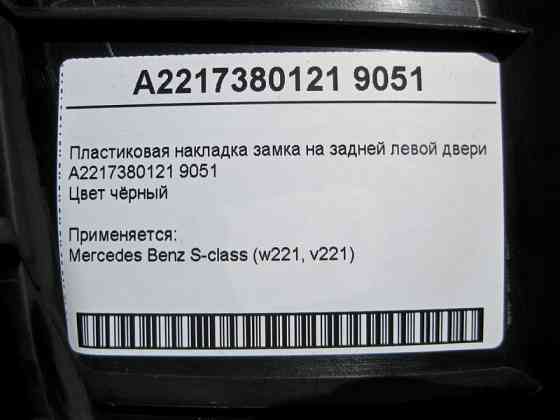 A2217380121 9051
Пластиковая накладка замка на задней левой двери
A2217380121 9051
Цвет чёрный
Применяется:
Mercedes Benz S-class (w221, v221)